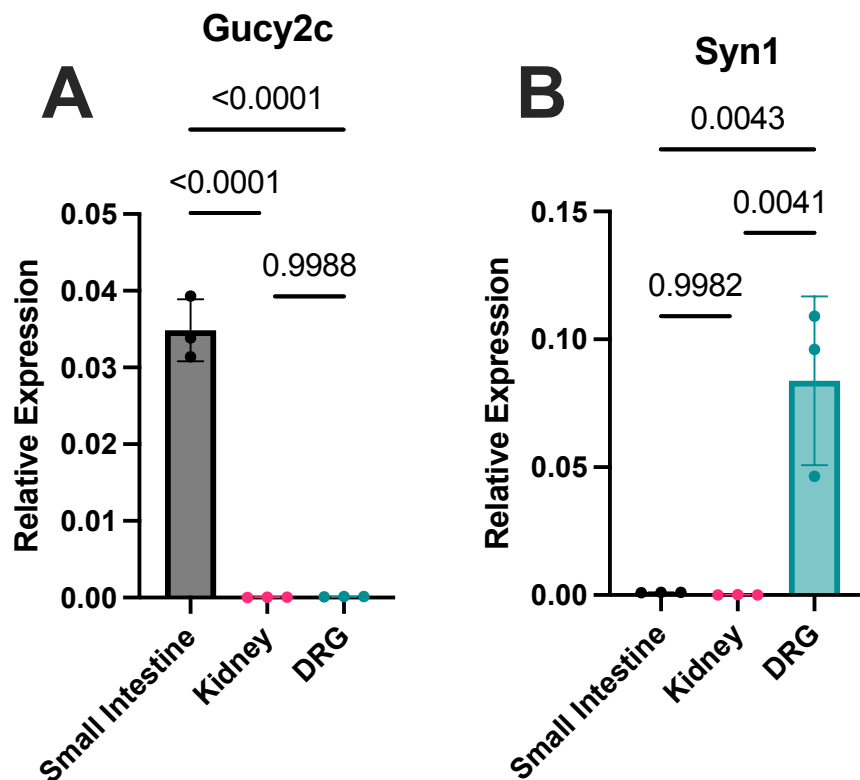 A
Gucy2c
<0.0001
<0.0001
0.9988
0.05
0.04
0.03
0.02
0.01
0.00
Relative Expression
Small Intestine
Kidney
DRG
B
Syn1
0.0043
0.0041
0.9982
0.15
0.10
0.05
0.00
Relative Expression
Small Intestine
Kidney
DRG